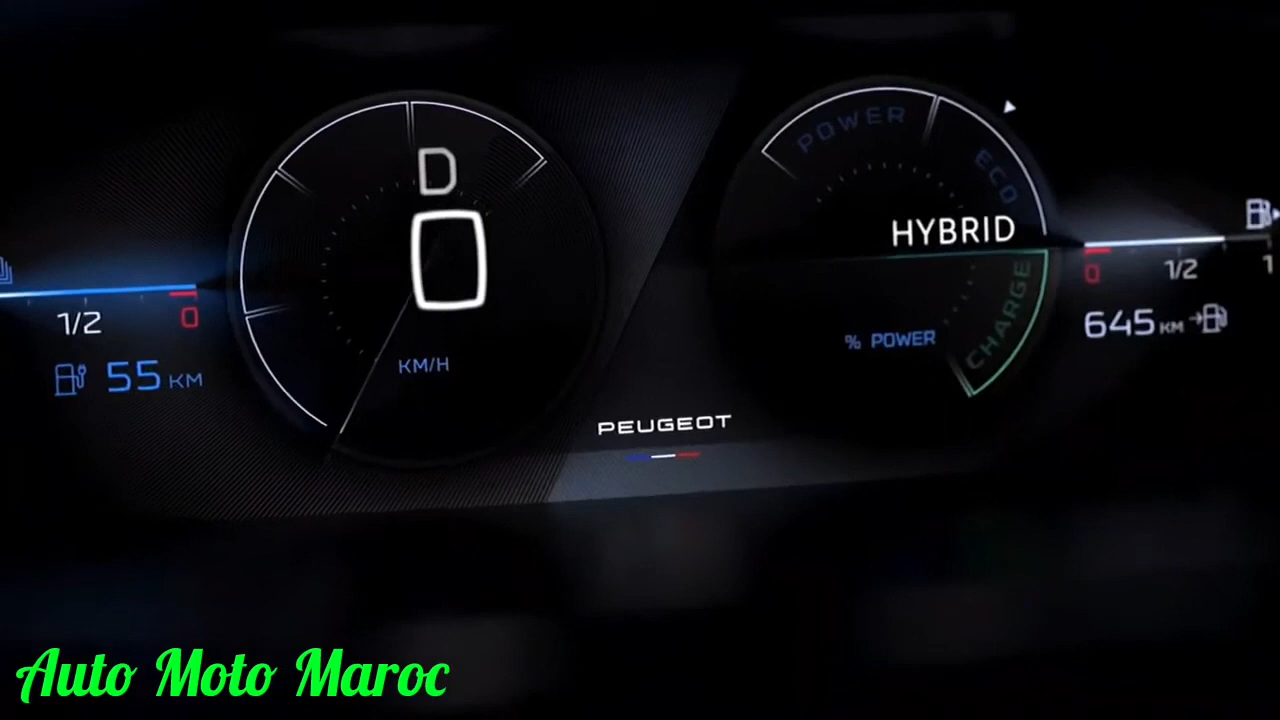 D
0
KM/H
1/2
0
55 KM
POWER
ECO
HYBRID
CHARGE
% POWER
0
1/2
1
645 KM
PEUGEOT
Auto Moto Maroc